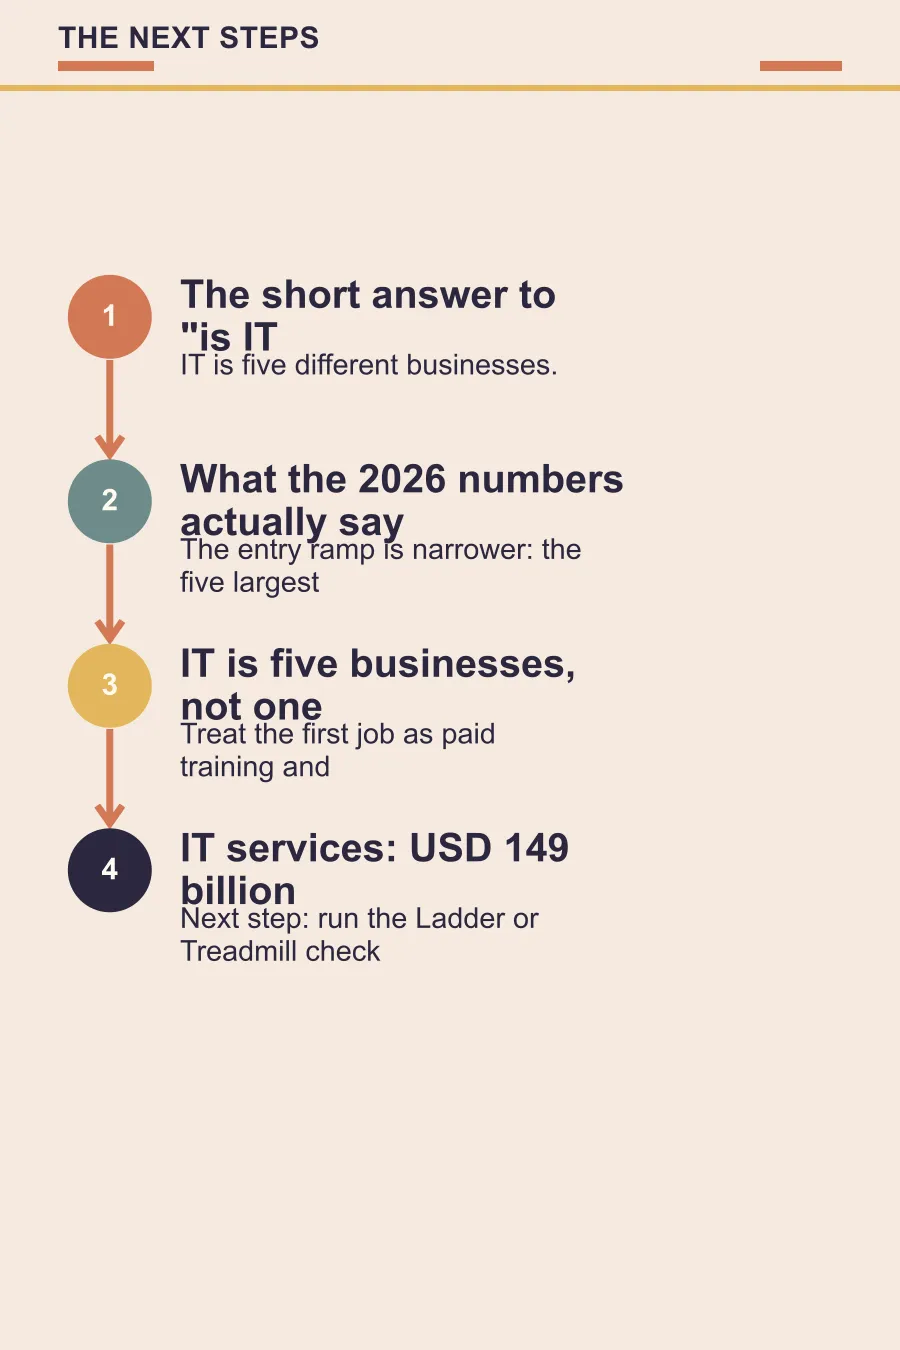 THE NEXT STEPS
1
The short answer to
"is IT
IT is five different businesses.
2
What the 2026 numbers
actually say
The entry ramp is narrower: the
five largest
3
IT is five businesses,
not one
Treat the first job as paid
training and
4
IT services: USD 149
billion
Next step: run the Ladder or
Treadmill check